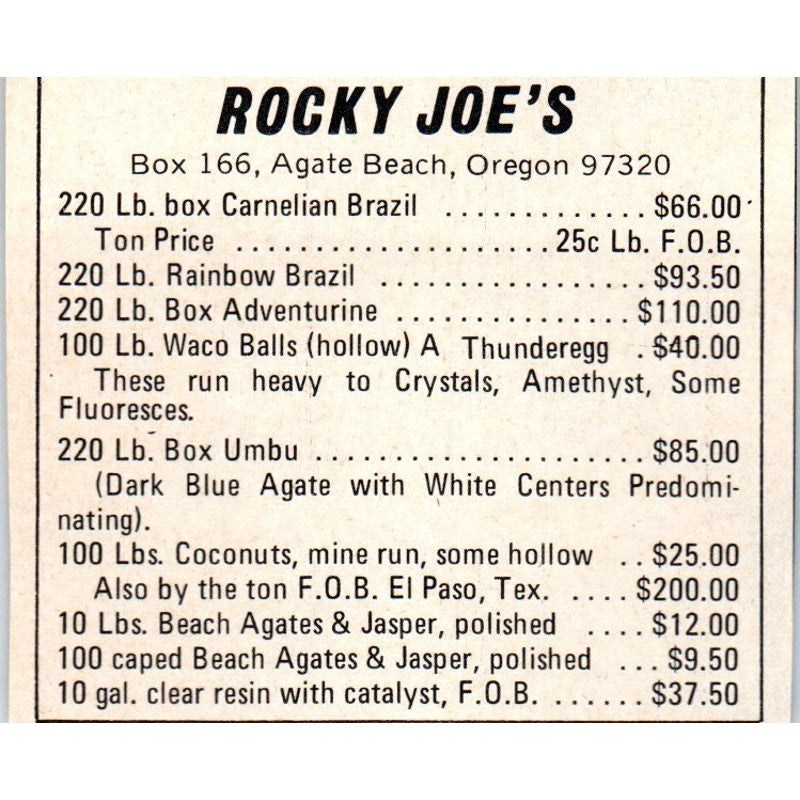 ROCKY JOE'S
Box 166, Agate Beach, Oregon 97320
220 Lb. box Carnelian Brazil .............. $66.00
Ton Price ..................... 25c Lb. F.O.B.
220 Lb. Rainbow Brazil .................. $93.50
220 Lb. Box Adventurine ............... $110.00
100 Lb. Waco Balls (hollow) A Thunderegg . $40.00
These run heavy to Crystals, Amethyst, Some
Fluoresces.
220 Lb. Box Umbu ...................... $85.00
(Dark Blue Agate with White Centers Predomi-
nating).
100 Lbs. Coconuts, mine run, some hollow .. $25.00
Also by the ton F.O.B. El Paso, Tex. .... $200.00
10 Lbs. Beach Agates & Jasper, polished .... $12.00
100 caped Beach Agates & Jasper, polished ... $9.50
10 gal. clear resin with catalyst, F.O.B. ...... $37.50